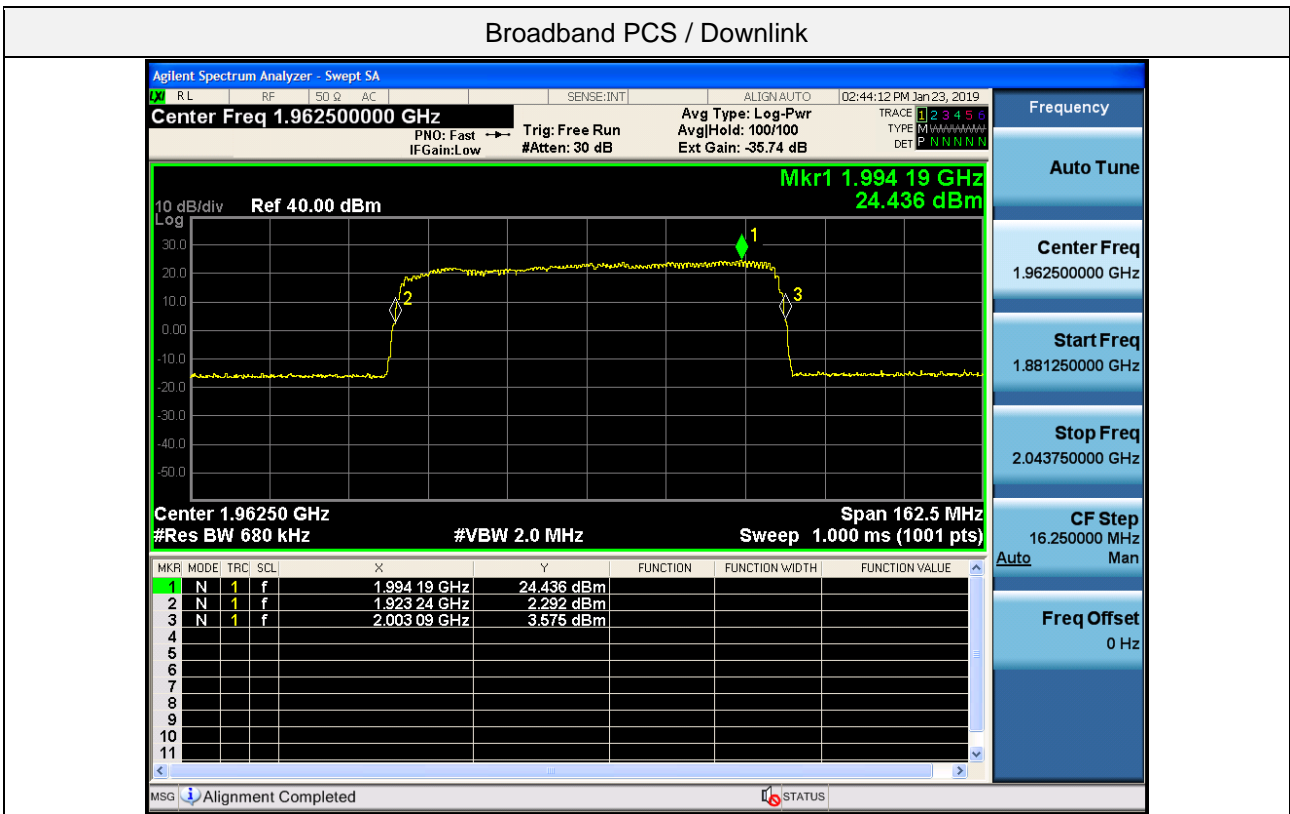 Broadband PCS / Downlink
Agilent Spectrum Analyzer - Swept SA
LXI RL RF 50 Ω AC SENSE:INT ALIGN AUTO 02:44:12 PM Jan 23, 2019
Center Freq 1.962500000 GHz
PNO: Fast
IFGain:Low
Trig: Free Run
#Atten: 30 dB
Avg Type: Log-Pwr
Avg|Hold: 100/100
Ext Gain: -35.74 dB
TRACE 1 2 3 4 5 6
TYPE M
DET P N N N N N
Mkr1 1.994 19 GHz
24.436 dBm
10 dB/div Ref 40.00 dBm
Log
30.0
20.0
10.0
0.00
-10.0
-20.0
-30.0
-40.0
-50.0
1
2
3
Center 1.96250 GHz Span 162.5 MHz
#Res BW 680 kHz #VBW 2.0 MHz Sweep 1.000 ms (1001 pts)
MKR MODE TRC SCL X Y FUNCTION FUNCTION WIDTH FUNCTION VALUE
1 N 1 f 1.994 19 GHz 24.436 dBm
2 N 1 f 1.923 24 GHz 2.292 dBm
3 N 1 f 2.003 09 GHz 3.575 dBm
4
5
6
7
8
9
10
11
MSG Alignment Completed STATUS
Frequency
Auto Tune
Center Freq
1.962500000 GHz
Start Freq
1.881250000 GHz
Stop Freq
2.043750000 GHz
CF Step
16.250000 MHz
Auto Man
Freq Offset
0 Hz